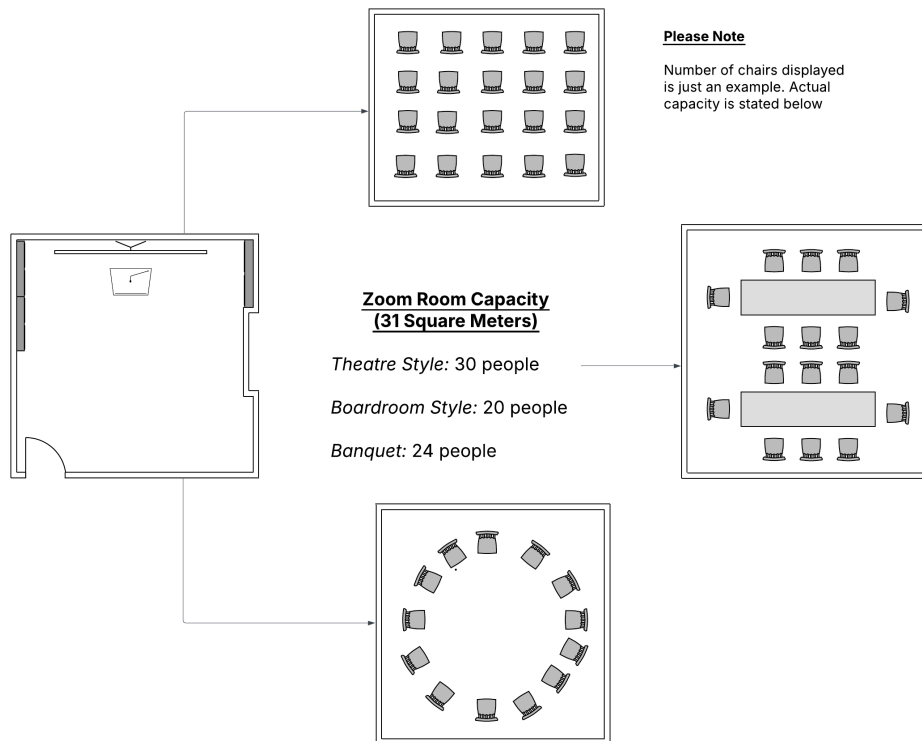 Please Note
Number of chairs displayed
is just an example. Actual
capacity is stated below
Zoom Room Capacity
(31 Square Meters)
Theatre Style: 30 people
Boardroom Style: 20 people
Banquet: 24 people